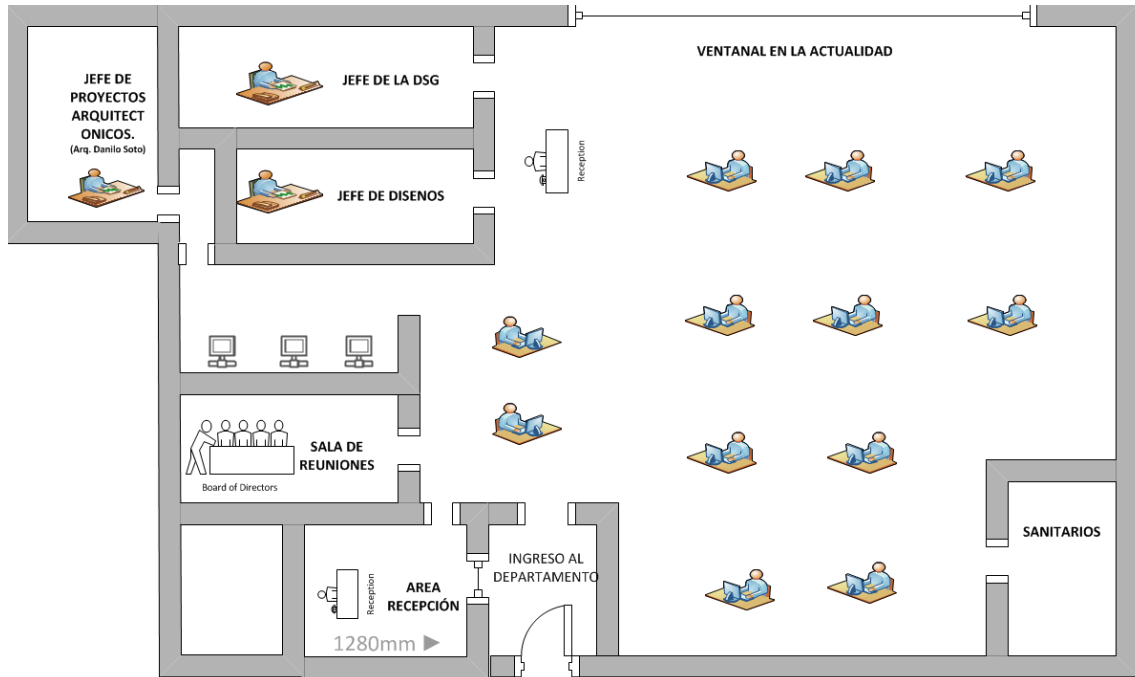 VENTANAL EN LA ACTUALIDAD
JEFE DE
PROYECTOS
ARQUITECT
ONICOS.
(Arq. Danilo Soto)
JEFE DE LA DSG
JEFE DE DISENOS
Reception
SALA DE
REUNIONES
Board of Directors
SANITARIOS
INGRESO AL
DEPARTAMENTO
AREA
RECEPCIÓN
Reception
1280mm